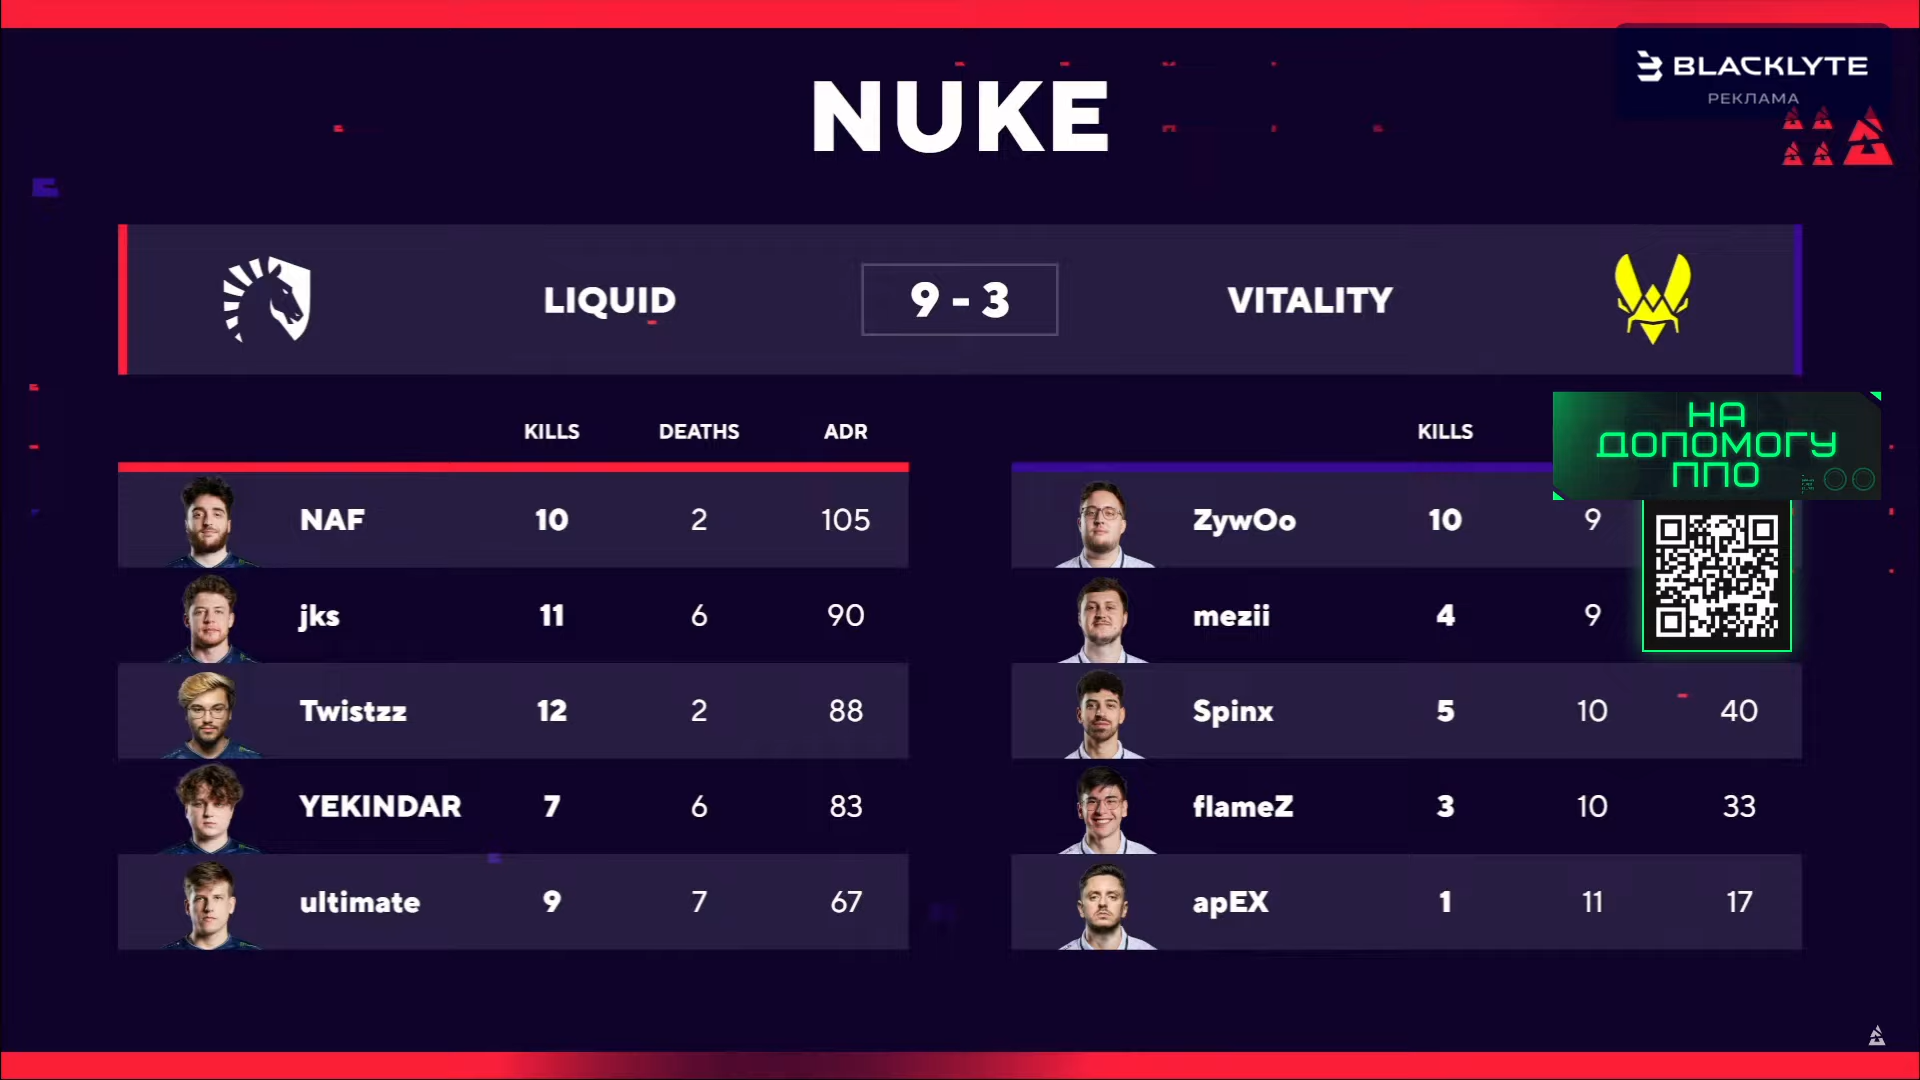 BLACKLYTE
РЕКЛАМА
NUKE
LIQUID 9 - 3 VITALITY
KILLS DEATHS ADR
NAF 10 2 105
jks 11 6 90
Twistzz 12 2 88
YEKINDAR 7 6 83
ultimate 9 7 67
KILLS
ZywOo 10 9
mezii 4 9
Spinx 5 10 40
flameZ 3 10 33
apEX 1 11 17
НА
ДОПОМОГУ
ППО